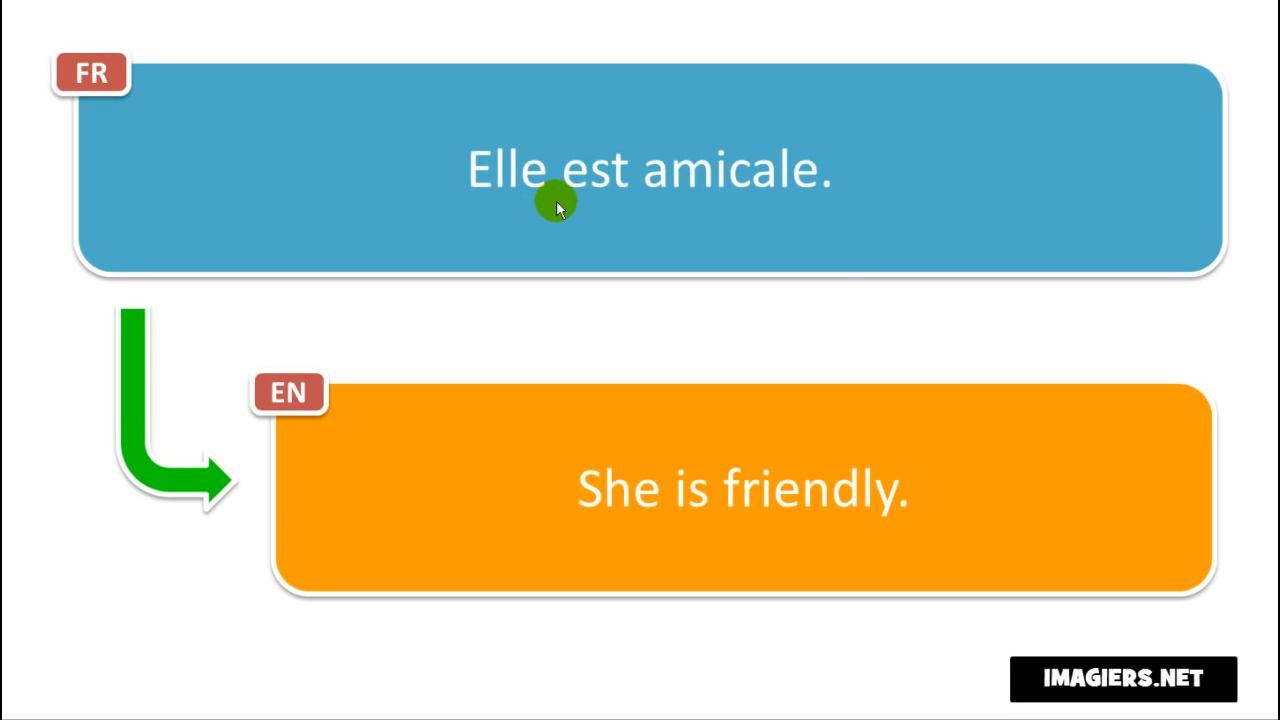 FR
Elle est amicale.
EN
She is friendly.
IMAGIERS.NET